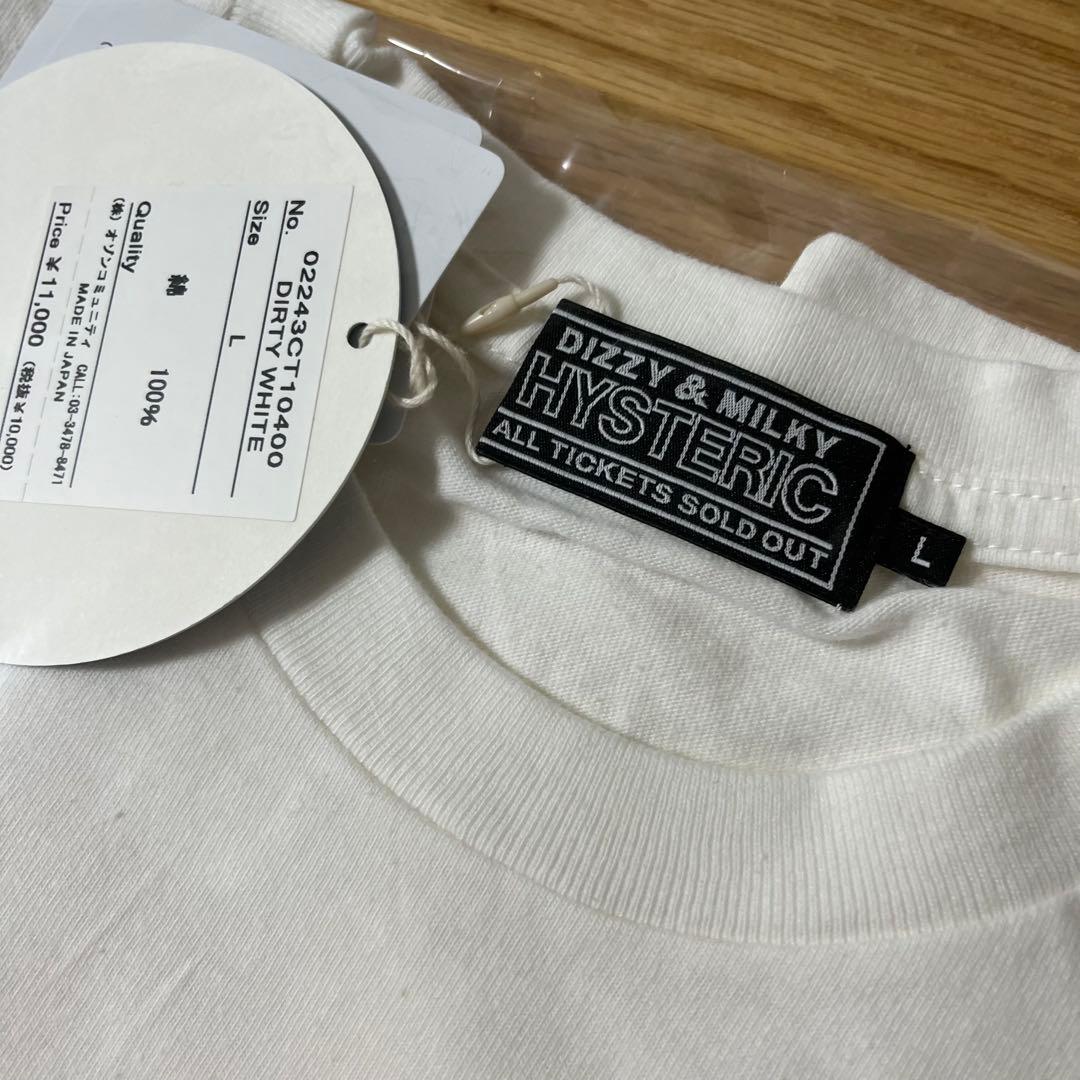 No. 02243CT10400
DIRTY WHITE
Size L
綿 100%
Quality
(株) オゾンコミュニティ CALL:03-3478-8471
MADE IN JAPAN
Price ¥11,000 (税抜¥10,000)
DIZZY & MILKY
HYSTERIC
ALL TICKETS SOLD OUT
L